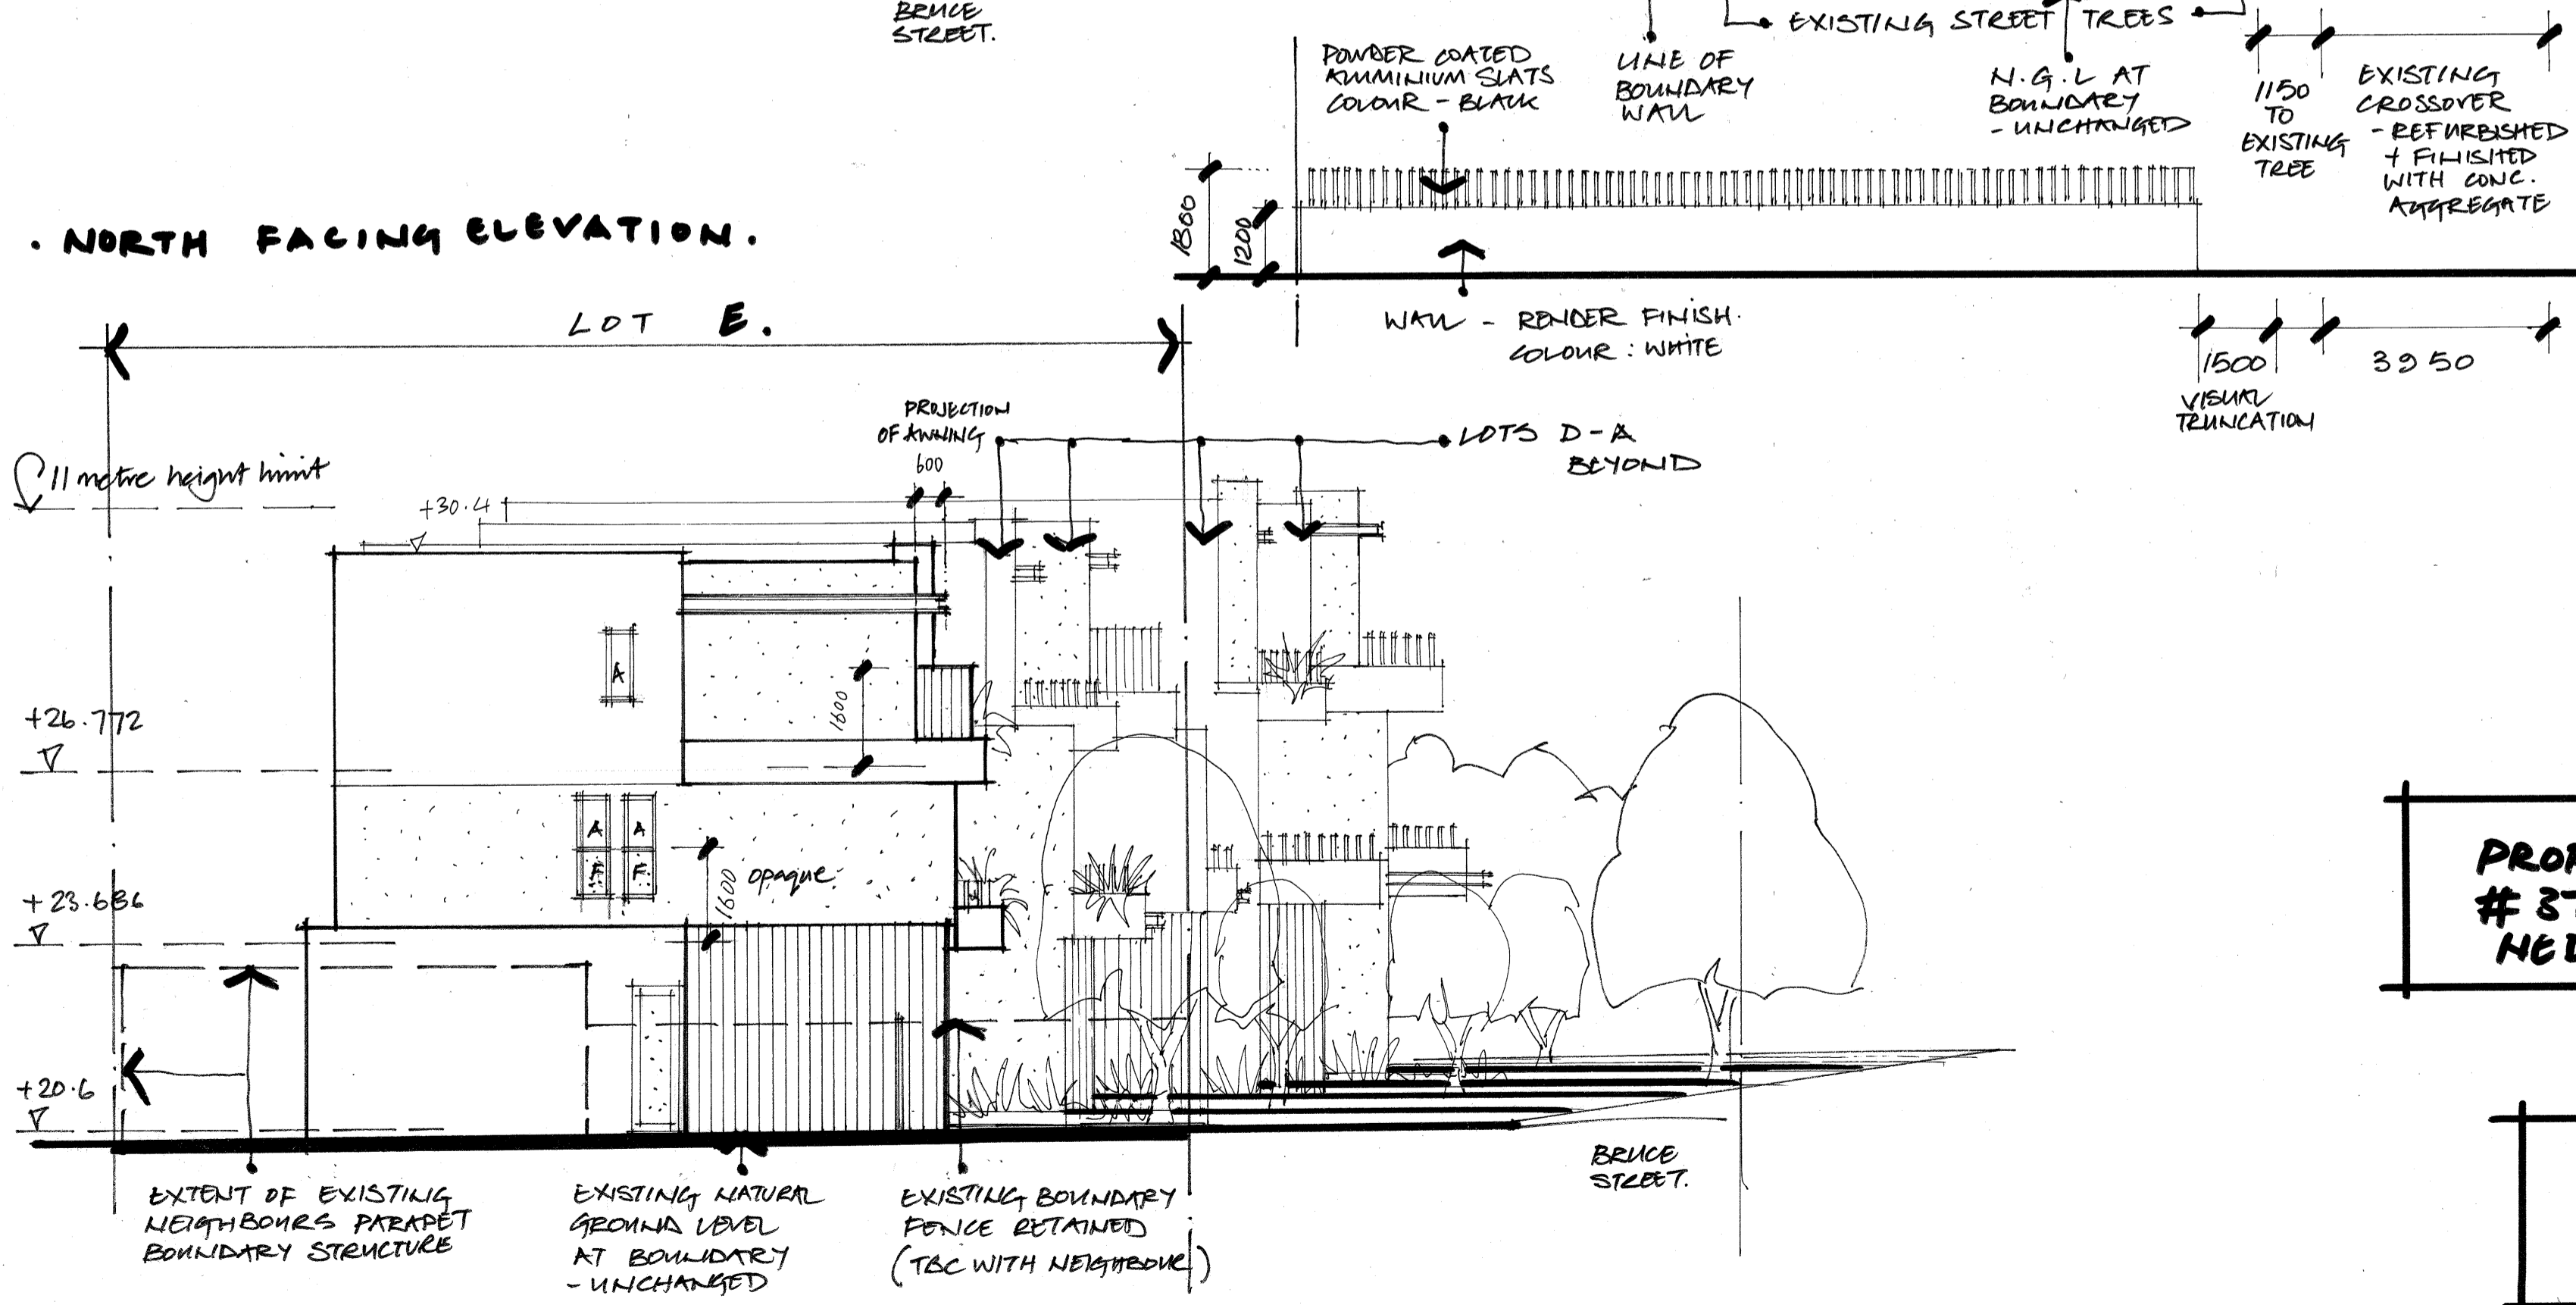 BRUCE
STREET.
EXISTING STREET TREES
POWDER COATED
ALUMINIUM SLATS
COLOUR - BLACK
LINE OF
BOUNDARY
WALL
N.G.L AT
BOUNDARY
- UNCHANGED
1150
TO
EXISTING
TREE
EXISTING
CROSSOVER
- REFURBISHED
+ FINISHED
WITH CONC.
AGGREGATE
1800
1200
. NORTH FACING ELEVATION.
LOT E.
WALL - RENDER FINISH.
COLOUR : WHITE
1500
3950
VISUAL
TRUNCATION
PROJECTION
OF AWNING
600
LOTS D-A
BEYOND
11 metre height limit
+30.4
A
1600
+26.772
A A
F F
1600
opaque
+23.686
+20.6
PROP
# 37
NED
BRUCE
STREET.
EXTENT OF EXISTING
NEIGHBOURS PARAPET
BOUNDARY STRUCTURE
EXISTING NATURAL
GROUND LEVEL
AT BOUNDARY
- UNCHANGED
EXISTING BOUNDARY
FENCE RETAINED
(TBC WITH NEIGHBOUR)